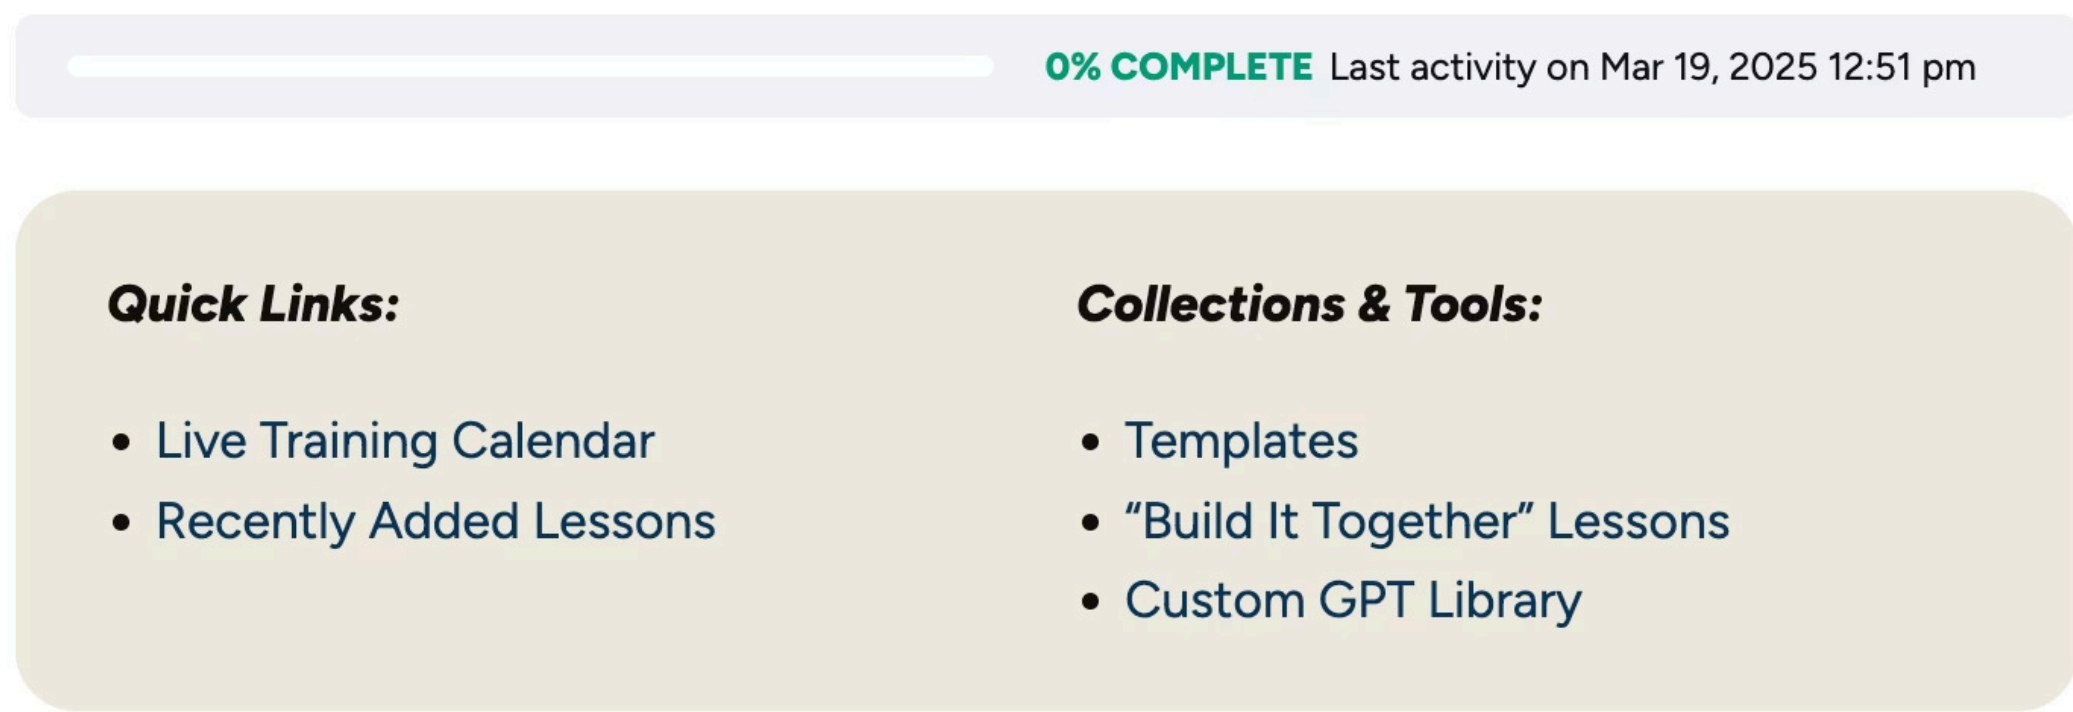 0% COMPLETE Last activity on Mar 19, 2025 12:51 pm
Quick Links:
Live Training Calendar
Recently Added Lessons
Collections & Tools:
Templates
“Build It Together” Lessons
Custom GPT Library